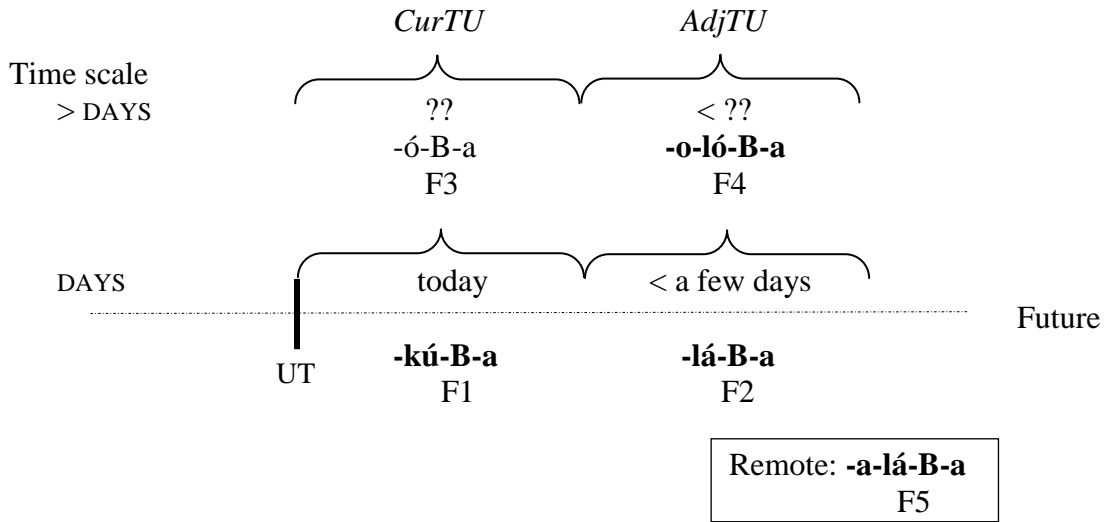 CurTU AdjTU
Time scale
> DAYS ?? < ??
-ó-B-a -o-ló-B-a
F3 F4
DAYS today < a few days
Future
UT -kú-B-a -lá-B-a
F1 F2
Remote: -a-lá-B-a
F5